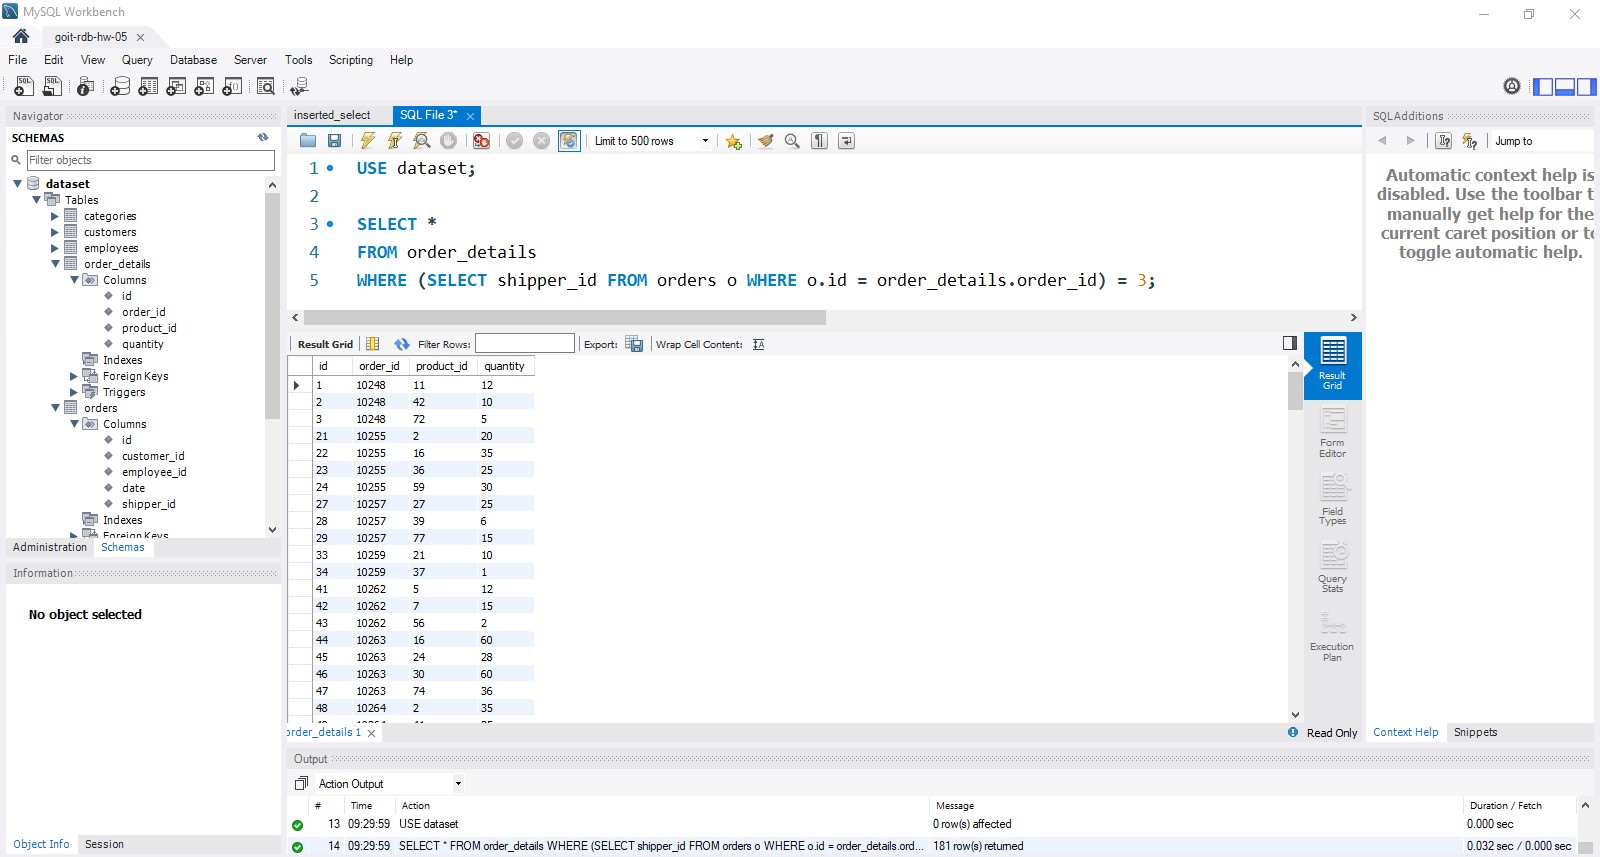 MySQL Workbench
goit-rdb-hw-05
File Edit View Query Database Server Tools Scripting Help
Navigator
SCHEMAS
Filter objects
dataset
Tables
categories
customers
employees
order_details
Columns
id
order_id
product_id
quantity
Indexes
Foreign Keys
Triggers
orders
Columns
id
customer_id
employee_id
date
shipper_id
Indexes
Foreign Keys
Administration Schemas
Information
No object selected
Object Info Session
inserted_select SQL File 3*
Limit to 500 rows
1 USE dataset;
2
3 SELECT *
4 FROM order_details
5 WHERE (SELECT shipper_id FROM orders o WHERE o.id = order_details.order_id) = 3;
Result Grid Filter Rows: Export: Wrap Cell Content:
id order_id product_id quantity
1 10248 11 12
2 10248 42 10
3 10248 72 5
21 10255 2 20
22 10255 16 35
23 10255 36 25
24 10255 59 30
27 10257 27 25
28 10257 39 6
29 10257 77 15
33 10259 21 10
34 10259 37 1
41 10262 5 12
42 10262 7 15
43 10262 56 2
44 10263 16 60
45 10263 24 28
46 10263 30 60
47 10263 74 36
48 10264 2 35
Result
Grid
Form
Editor
Field
Types
Query
Stats
Execution
Plan
order_details 1
Read Only
SQLAdditions
Jump to
Automatic context help is
disabled. Use the toolbar t
manually get help for the
current caret position or to
toggle automatic help.
Context Help Snippets
Output
Action Output
# Time Action Message Duration / Fetch
13 09:29:59 USE dataset 0 row(s) affected 0.000 sec
14 09:29:59 SELECT * FROM order_details WHERE (SELECT shipper_id FROM orders o WHERE o.id = order_details.ord... 181 row(s) returned 0.032 sec / 0.000 sec